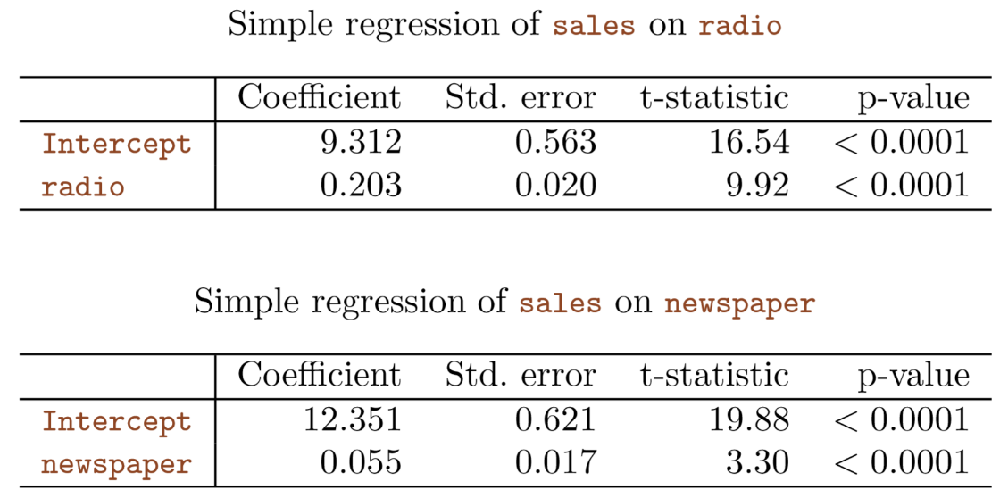 Simple regression of sales on radio
Coefficient Std. error t-statistic p-value
Intercept 9.312 0.563 16.54 < 0.0001
radio 0.203 0.020 9.92 < 0.0001
Simple regression of sales on newspaper
Coefficient Std. error t-statistic p-value
Intercept 12.351 0.621 19.88 < 0.0001
newspaper 0.055 0.017 3.30 < 0.0001